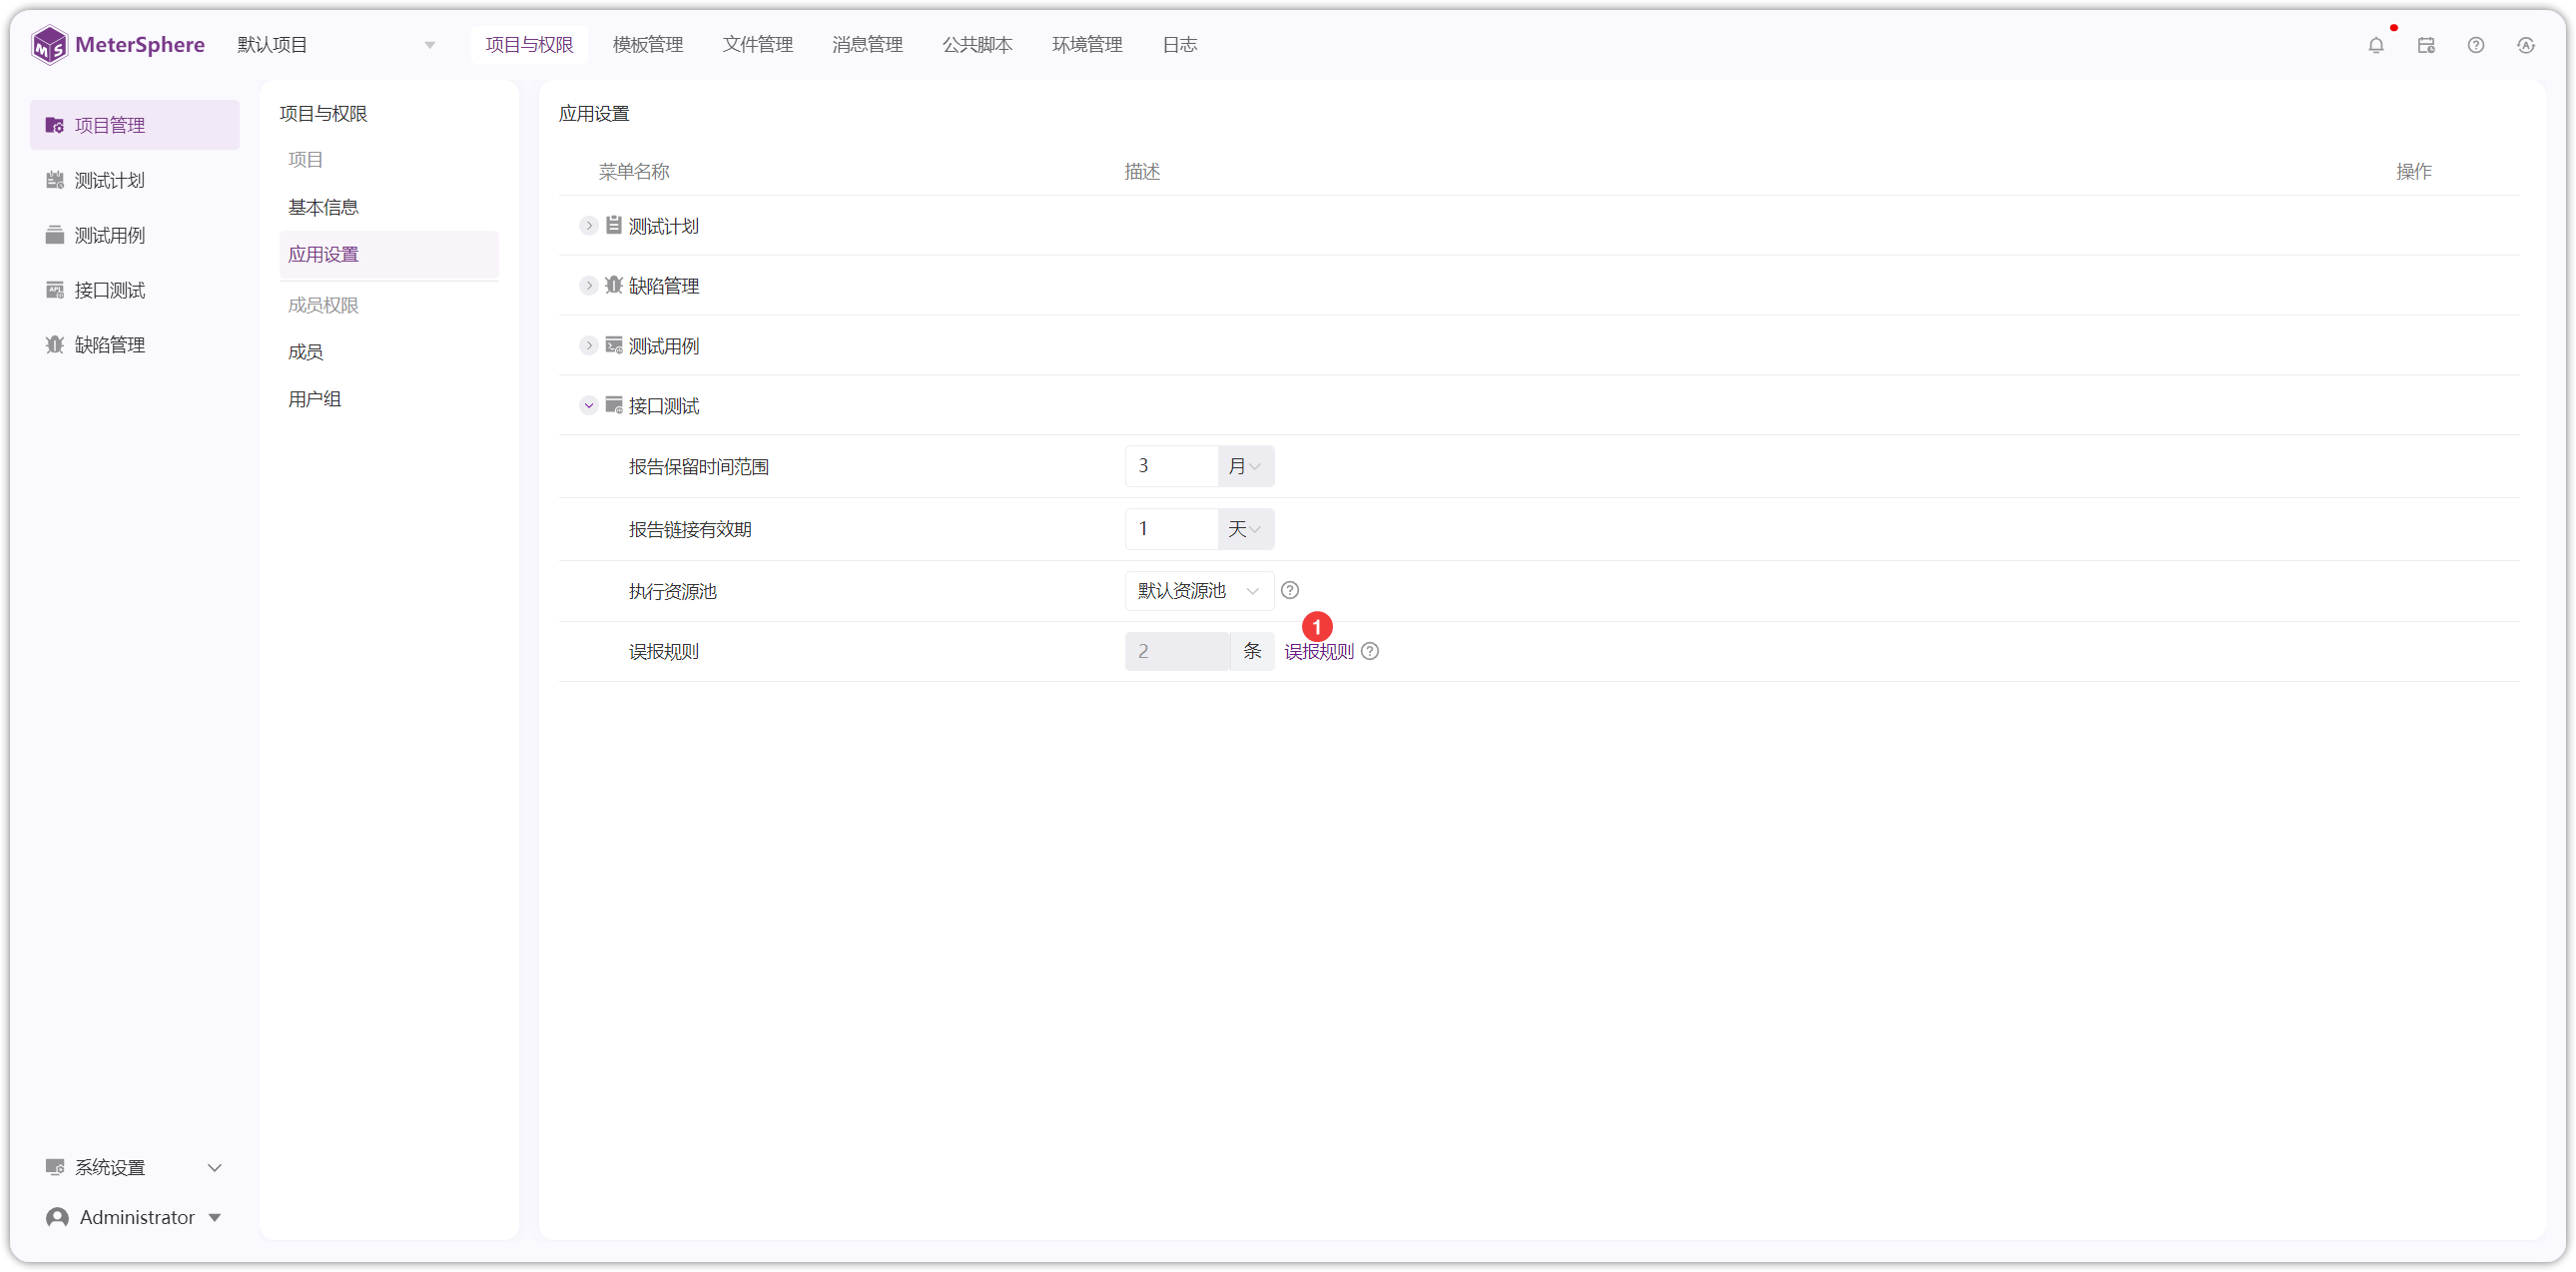 MeterSphere 默认项目 项目与权限 模板管理 文件管理 消息管理 公共脚本 环境管理 日志
项目管理
测试计划
测试用例
接口测试
缺陷管理
系统设置
Administrator
项目与权限
项目
基本信息
应用设置
成员权限
成员
用户组
应用设置
菜单名称 描述 操作
测试计划
缺陷管理
测试用例
接口测试
报告保留时间范围 3 月
报告链接有效期 1 天
执行资源池 默认资源池
1
误报规则 2 条 误报规则